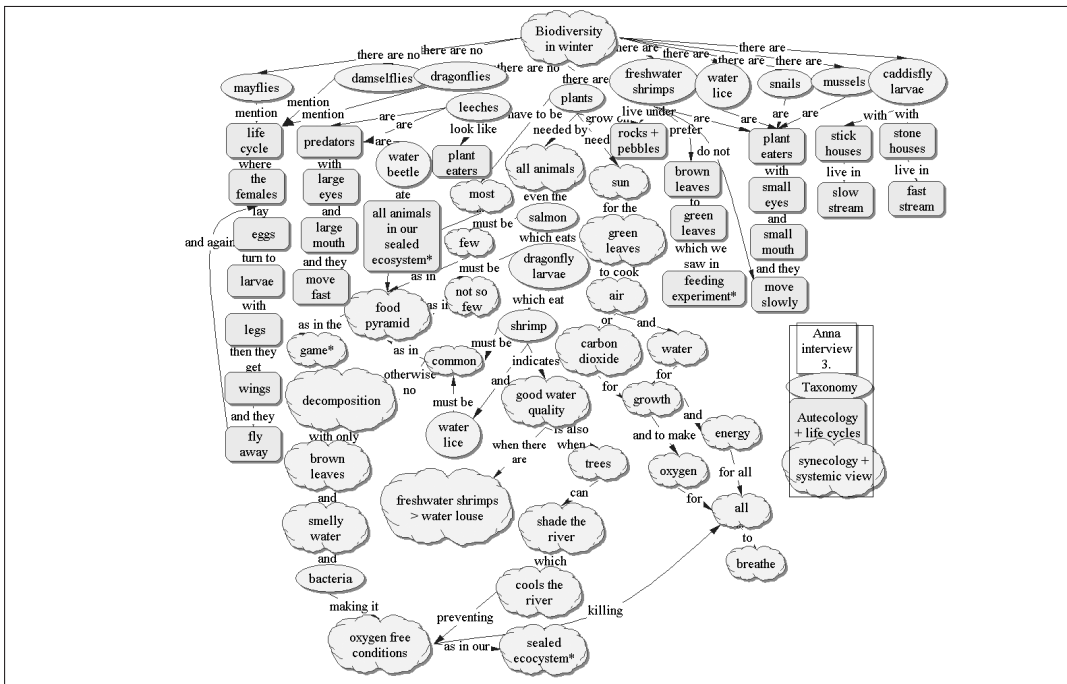 Biodiversity
in winter
there are no
there are no
there are no
there are
there are
there are
there are
there are
there are
mayflies
damselflies
dragonflies
leeches
plants
freshwater
shrimps
water
lice
snails
mussels
caddisfly
larvae
mention
mention
mention
life
cycle
where
the
females
lay
eggs
turn to
larvae
with
legs
then they
get
wings
and they
fly
away
and again
are
are
predators
with
large
eyes
and
large
mouth
and they
move
fast
look like
plant
eaters
water
beetle
ate
all animals
in our
sealed
ecosystem*
have to be
most
must be
few
must be
not so
few
as in
as in
as in
food
pyramid
as in the
game*
needed by
all animals
even the
salmon
which eats
dragonfly
larvae
which eat
shrimp
must be
common
must be
water
lice
and
indicates
good water
quality
otherwise
no
decomposition
with only
brown
leaves
and
smelly
water
and
bacteria
making it
oxygen free
conditions
when there
are
freshwater shrimps
> water louse
is also
when
trees
can
shade the
river
which
cools the
river
preventing
as in our
sealed
ecocystem*
killing
grow on
rocks +
pebbles
need
sun
for the
green
leaves
to cook
air
or
carbon
dioxide
and
water
for
for
growth
and
energy
for all
and to make
oxygen
for
all
to
breathe
live under
prefer
brown
leaves
to
green
leaves
which we
saw in
feeding
experiment*
do not
are
are
are
are
plant
eaters
with
small
eyes
and
small
mouth
and they
move
slowly
with
with
stick
houses
live in
slow
stream
stone
houses
live in
fast
stream
Anna
interview
3.
Taxonomy
Autecology
+ life cycles
synecology +
systemic view